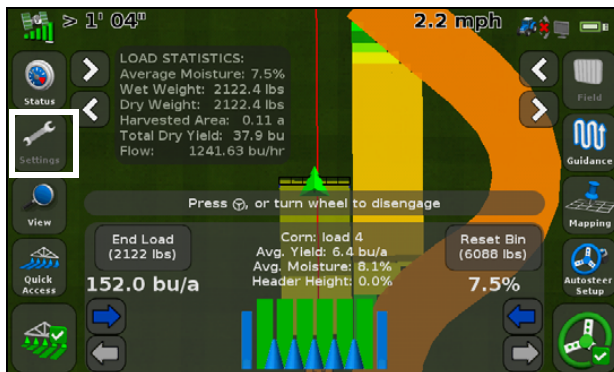 > 1' 04"
2.2 mph
LOAD STATISTICS:
Average Moisture: 7.5%
Wet Weight: 2122.4 lbs
Dry Weight: 2122.4 lbs
Harvested Area: 0.11 a
Total Dry Yield: 37.9 bu
Flow: 1241.63 bu/hr
Status
Settings
View
Quick
Access
Field
Guidance
Mapping
Autosteer
Setup
Press , or turn wheel to disengage
End Load
(2122 lbs)
152.0 bu/a
Corn: load 4
Avg. Yield: 6.4 bu/a
Avg. Moisture: 8.1%
Header Height: 0.0%
Reset Bin
(6088 lbs)
7.5%